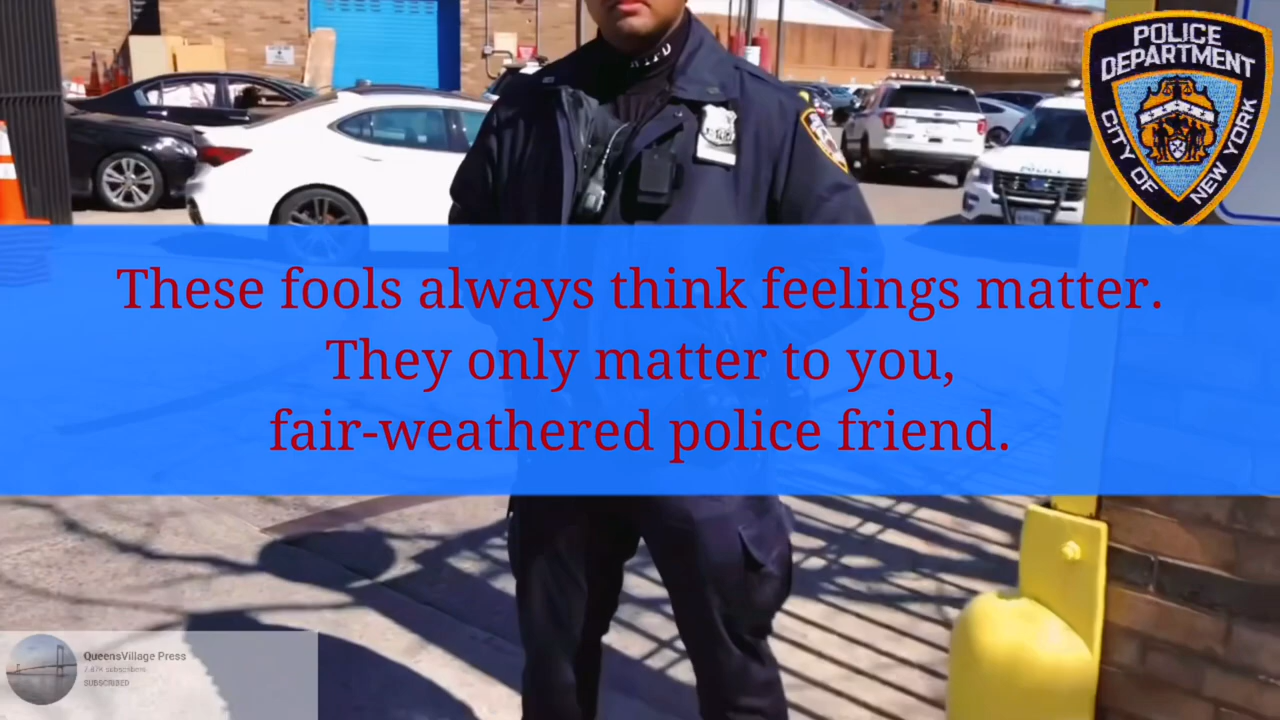 POLICE
DEPARTMENT
CITY OF
NEW YORK
NYPD
These fools always think feelings matter.
They only matter to you,
fair-weathered police friend.
QueensVillage Press
SUBSCRIBED